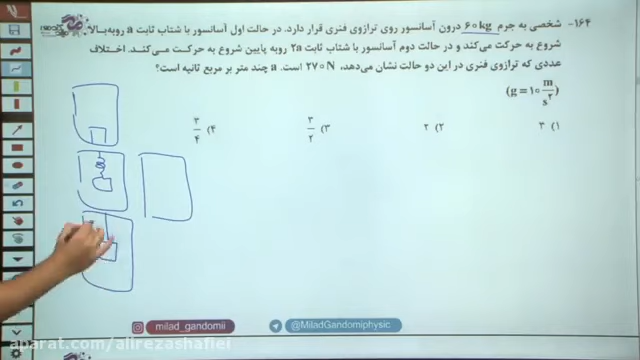 ۱۶۴- شخصی به جرم ۶۰kg درون آسانسور روی ترازوی فنری قرار دارد. در حالت اول آسانسور با شتاب ثابت a رو‌به‌بالا
شروع به حرکت می‌کند و در حالت دوم آسانسور با شتاب ثابت ۲a رو‌به پایین شروع به حرکت می‌کند. اختلاف
عددی که ترازوی فنری در این دو حالت نشان می‌دهد، ۲۷۰N است. a چند متر بر مربع ثانیه است؟
(g = ۱۰ m/s²)
۱) ۳ ۲) ۲ ۳) ۳/۲ ۴) ۳/۴
milad_gandomii @MiladGandomiphysic
aparat.com/alirezashafiei